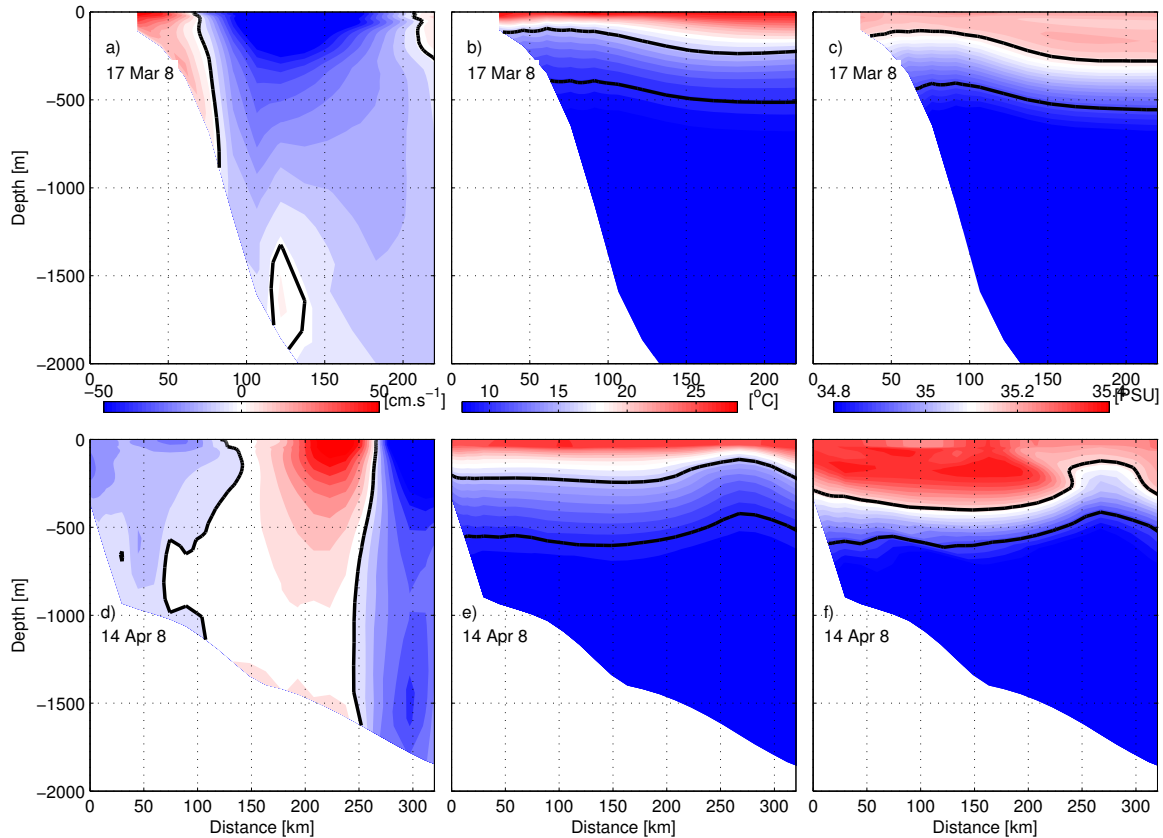 0
−500
−1000
−1500
−2000
Depth [m]
a)
17 Mar 8
b)
17 Mar 8
c)
17 Mar 8
0 50 100 150 200
0 50 100 150 200
0 50 100 150 200
−50 0 50
[cm.s⁻¹]
10 15 20 25
[°C]
34.8 35 35.2
0
−500
−1000
−1500
−2000
Depth [m]
d)
14 Apr 8
e)
14 Apr 8
f)
14 Apr 8
0 50 100 150 200 250 300
0 50 100 150 200 250 300
0 50 100 150 200 250 300
Distance [km]
Distance [km]
Distance [km]